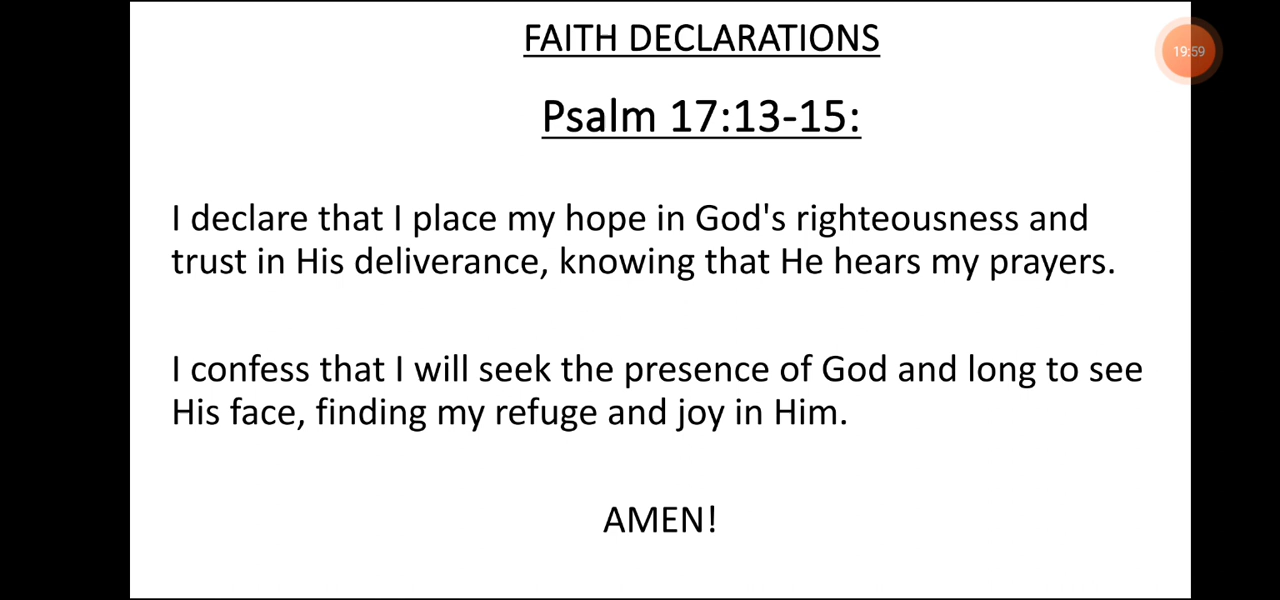 FAITH DECLARATIONS
19:59
Psalm 17:13-15:
I declare that I place my hope in God's righteousness and
trust in His deliverance, knowing that He hears my prayers.
I confess that I will seek the presence of God and long to see
His face, finding my refuge and joy in Him.
AMEN!